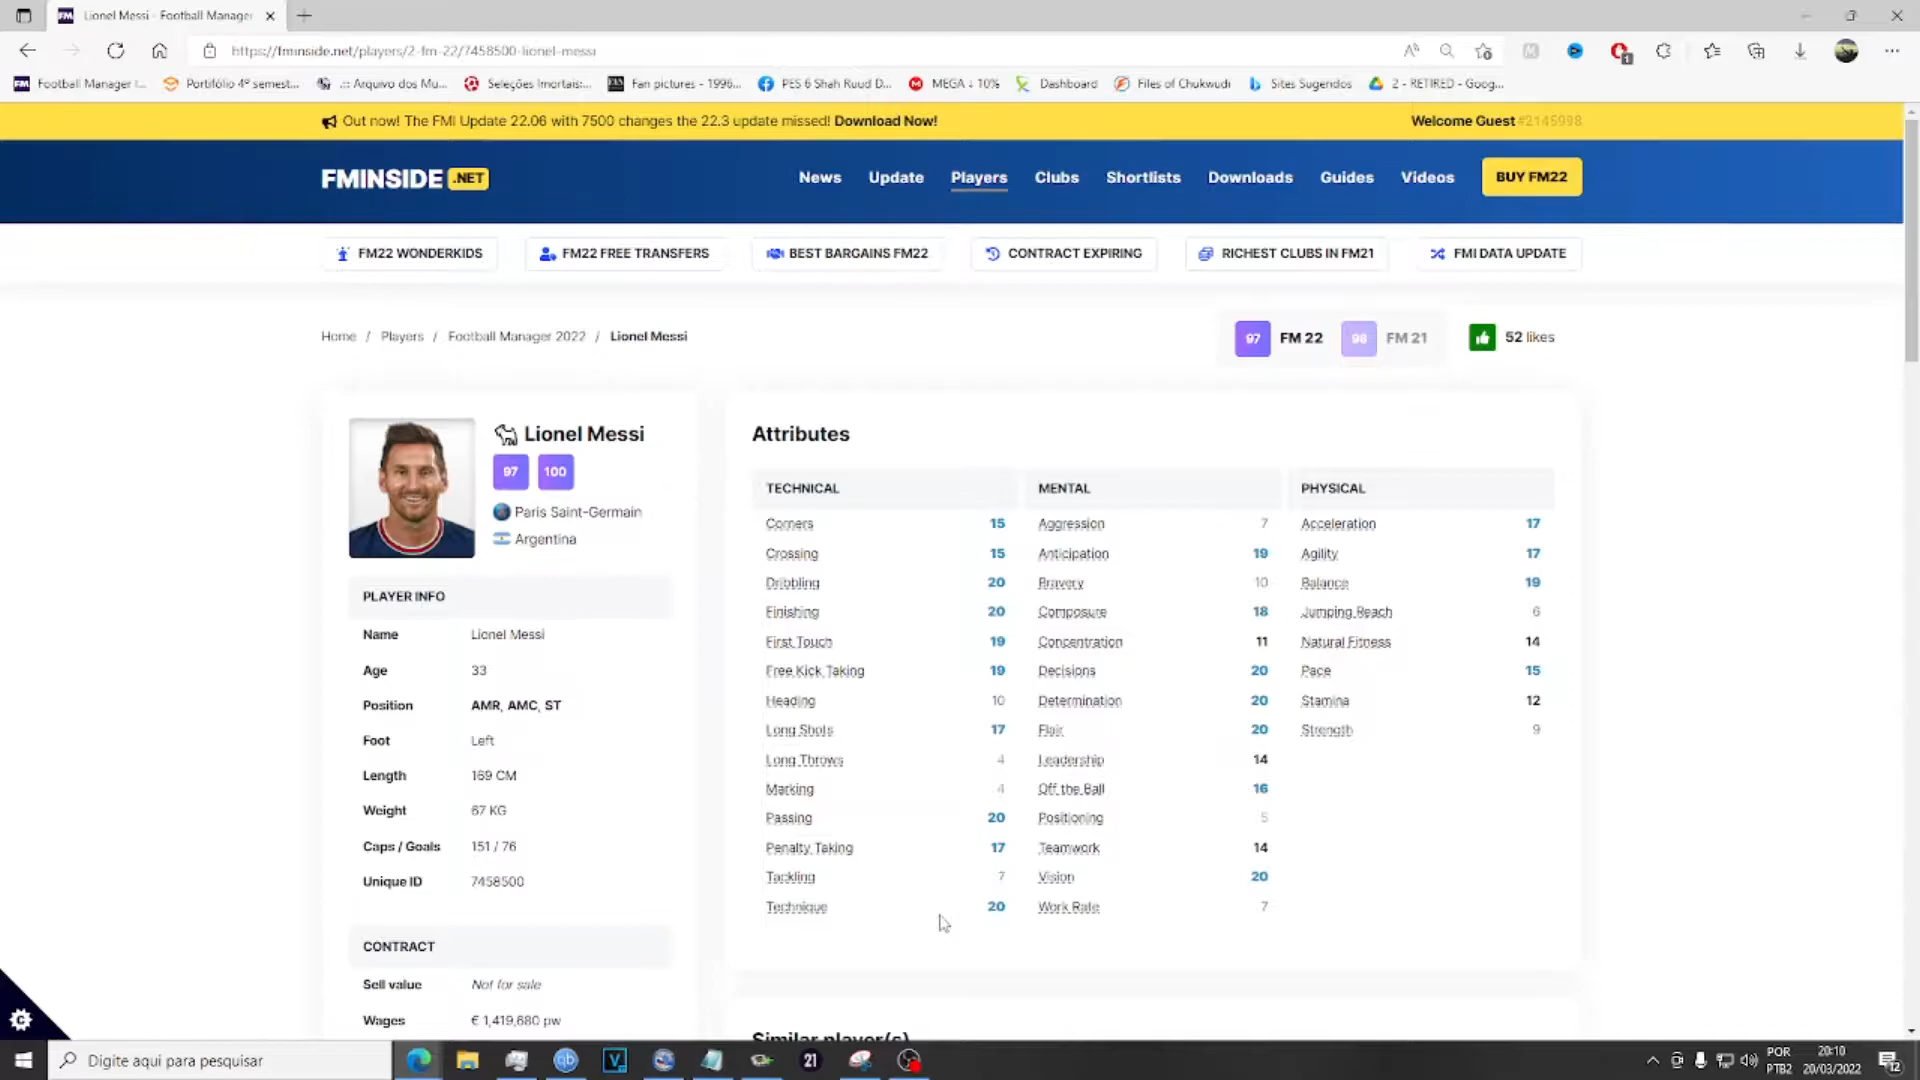 Lionel Messi - Football Manager
https://fminside.net/players/2-fm-22/7458500-lionel-messi
Football Manager I...
Portifólio 4º semest...
.:: Arquivo dos Mu...
Seleções Imortais:...
Fan pictures - 1996...
PES 6 Shah Ruud D...
MEGA ↓ 10%
Dashboard
Files of Chukwudi
Sites Sugeridos
2 - RETIRED - Goog...
Out now! The FMI Update 22.06 with 7500 changes the 22.3 update missed! Download Now!
Welcome Guest #2145998
FMINSIDE .NET
News
Update
Players
Clubs
Shortlists
Downloads
Guides
Videos
BUY FM22
FM22 WONDERKIDS
FM22 FREE TRANSFERS
BEST BARGAINS FM22
CONTRACT EXPIRING
RICHEST CLUBS IN FM21
FMI DATA UPDATE
Home / Players / Football Manager 2022 / Lionel Messi
97 FM 22
98 FM 21
52 likes
Lionel Messi
97 100
Paris Saint-Germain
Argentina
PLAYER INFO
Name Lionel Messi
Age 33
Position AMR, AMC, ST
Foot Left
Length 169 CM
Weight 67 KG
Caps / Goals 151 / 76
Unique ID 7458500
CONTRACT
Sell value Not for sale
Wages € 1,419,680 pw
Attributes
TECHNICAL
Corners 15
Crossing 15
Dribbling 20
Finishing 20
First Touch 19
Free Kick Taking 19
Heading 10
Long Shots 17
Long Throws 4
Marking 4
Passing 20
Penalty Taking 17
Tackling 7
Technique 20
MENTAL
Aggression 7
Anticipation 19
Bravery 10
Composure 18
Concentration 11
Decisions 20
Determination 20
Flair 20
Leadership 14
Off the Ball 16
Positioning 5
Teamwork 14
Vision 20
Work Rate 7
PHYSICAL
Acceleration 17
Agility 17
Balance 19
Jumping Reach 6
Natural Fitness 14
Pace 15
Stamina 12
Strength 9
Similar player(s)
Digite aqui para pesquisar
21
POR
PTB2
20:10
20/03/2022
12